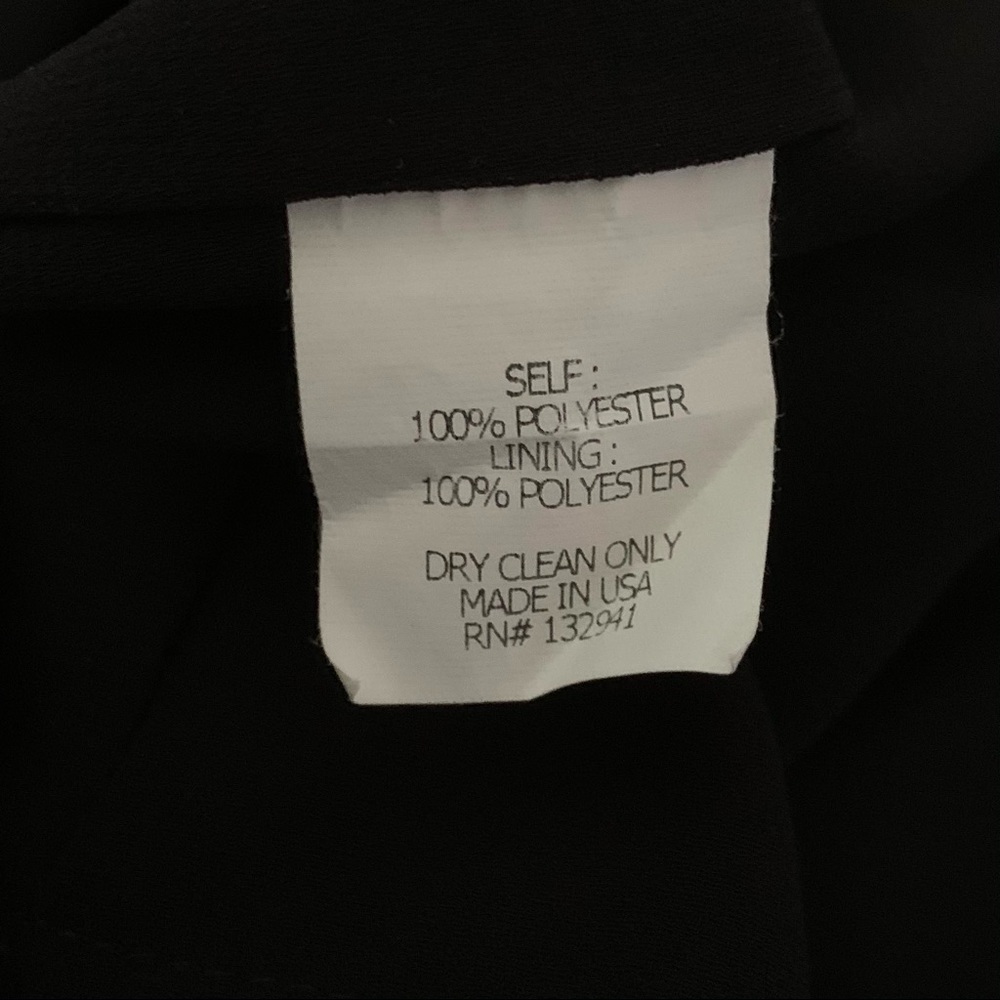 SELF :
100% POLYESTER
LINING :
100% POLYESTER
DRY CLEAN ONLY
MADE IN USA
RN# 132941